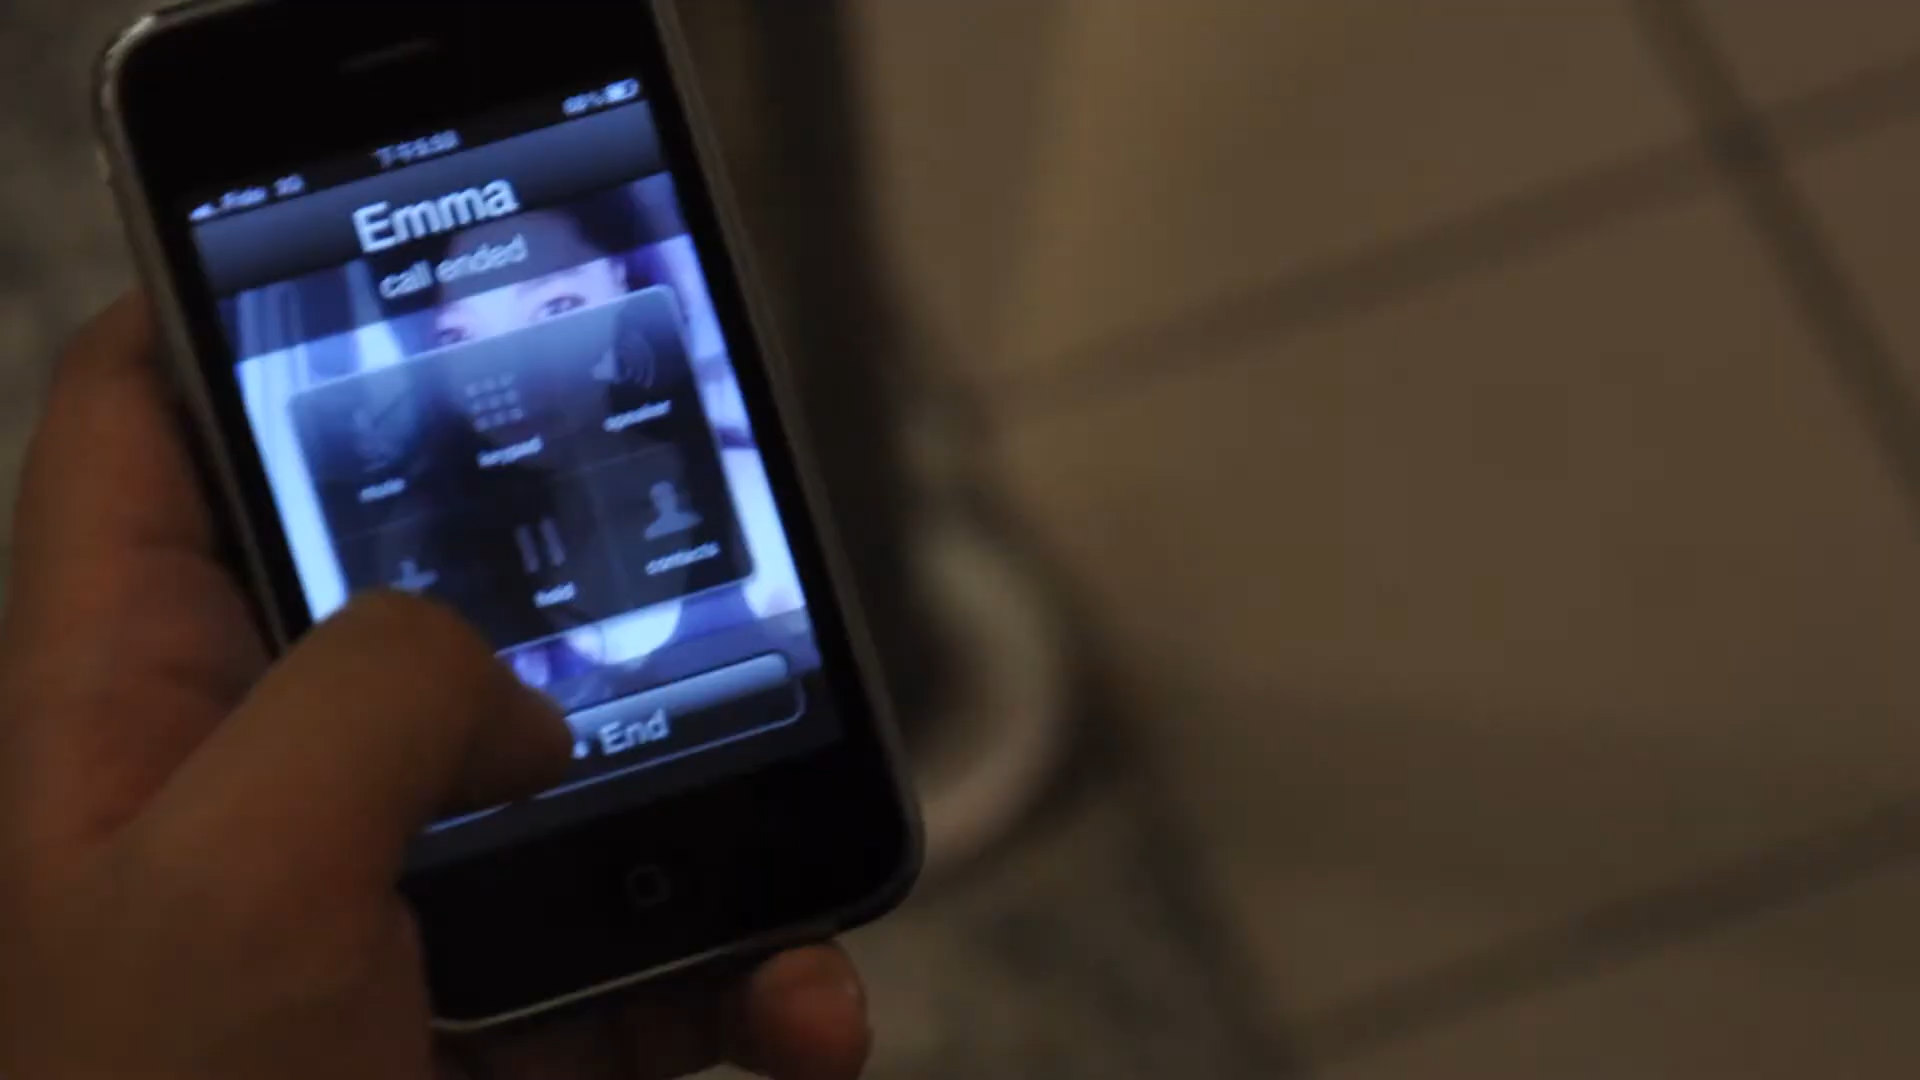 Emma
call ended
mute
keypad
speaker
hold
contacts
End